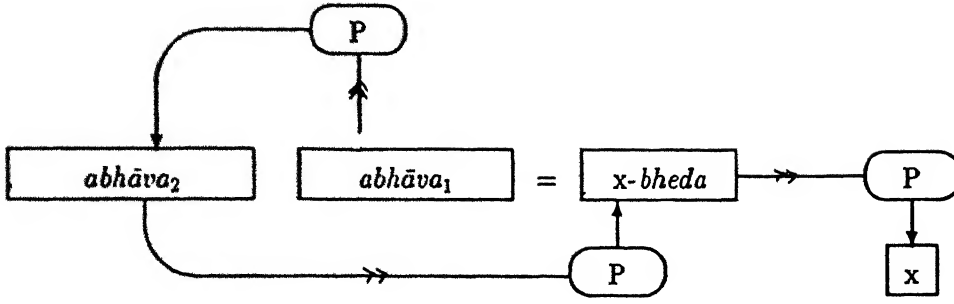 P
abhāva₂ abhāva₁ = x-bheda P
P x